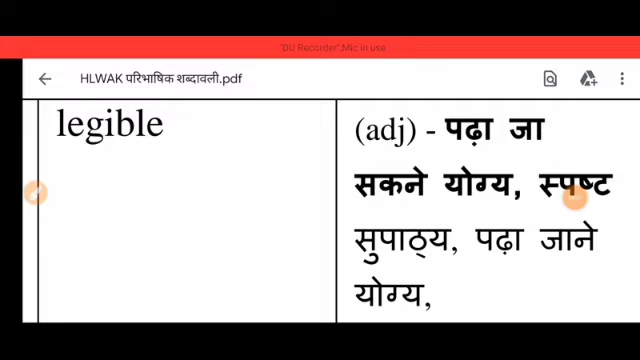 "DU Recorder",Mic in use
HLWAK परिभाषिक शब्दावली.pdf
legible
(adj) - पढ़ा जा
सकने योग्य, स्पष्ट
सुपाठ्य, पढ़ा जाने
योग्य,